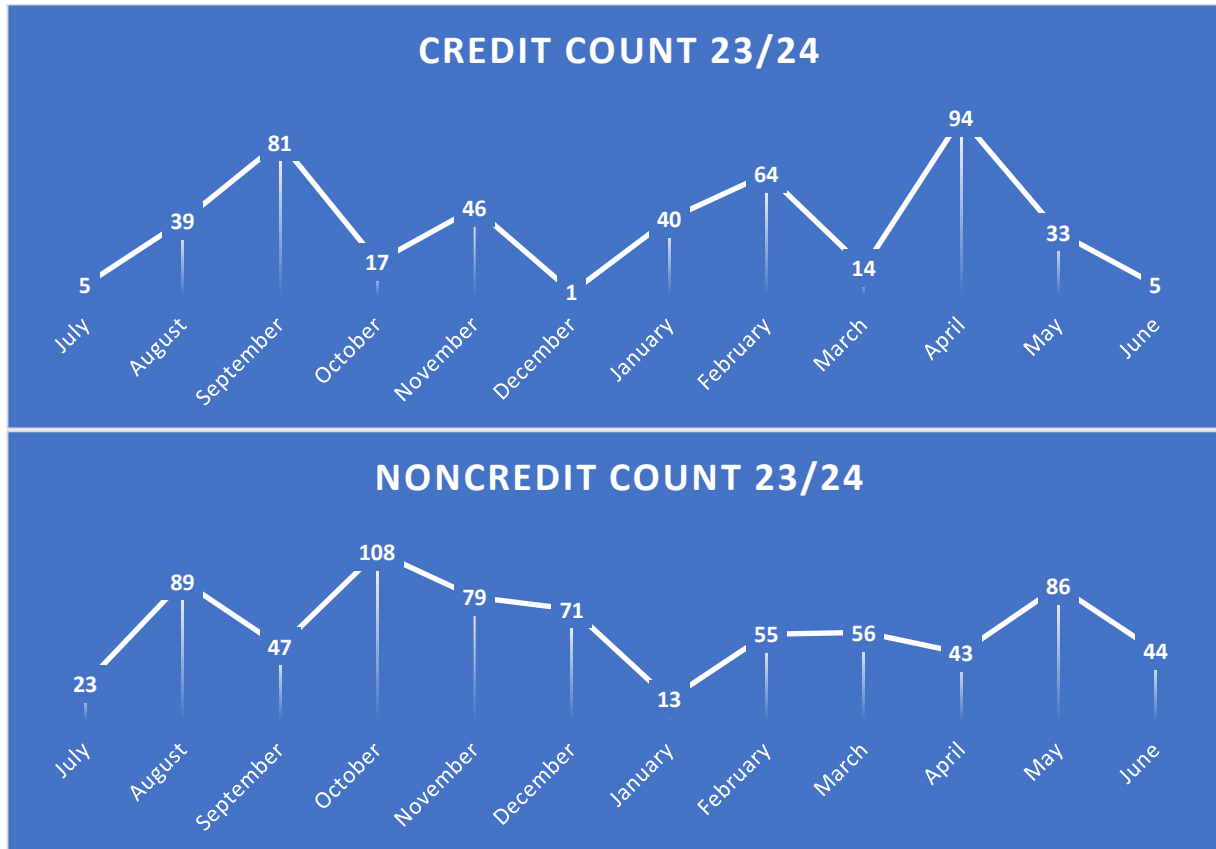 CREDIT COUNT 23/24
5
39
81
17
46
1
40
64
14
94
33
5
July
August
September
October
November
December
January
February
March
April
May
June
NONCREDIT COUNT 23/24
23
89
47
108
79
71
13
55
56
43
86
44
July
August
September
October
November
December
January
February
March
April
May
June